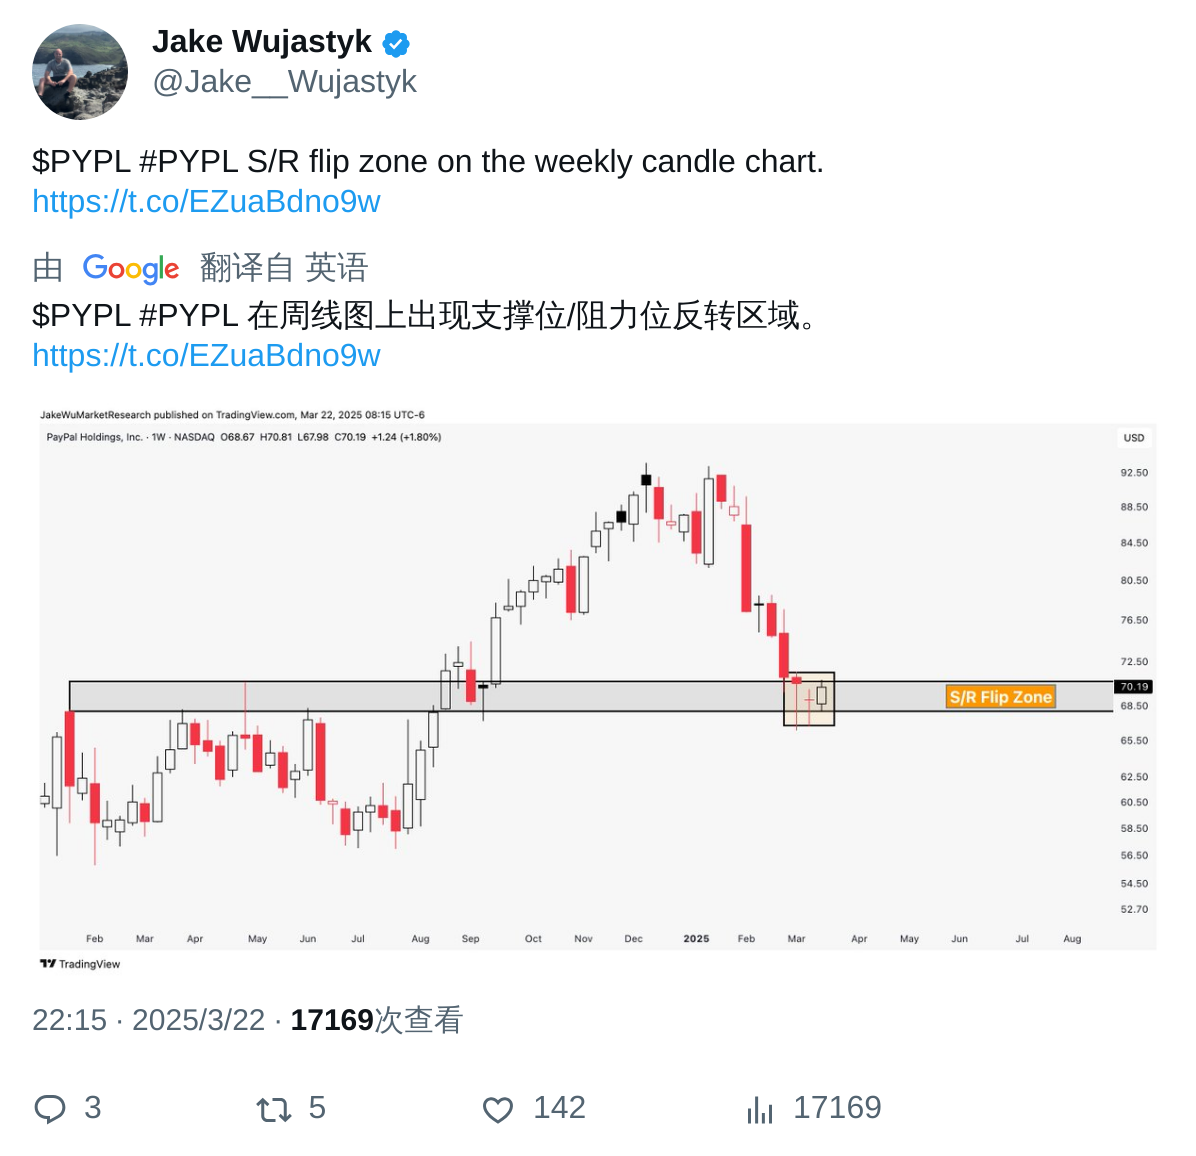 Jake Wujastyk
@Jake__Wujastyk
$PYPL #PYPL S/R flip zone on the weekly candle chart.
https://t.co/EZuaBdno9w
由 Google 翻译自 英语
$PYPL #PYPL 在周线图上出现支撑位/阻力位反转区域。
https://t.co/EZuaBdno9w
JakeWuMarketResearch published on TradingView.com, Mar 22, 2025 08:15 UTC-6
PayPal Holdings, Inc. · 1W · NASDAQ O68.67 H70.81 L67.98 C70.19 +1.24 (+1.80%)
USD
92.50
88.50
84.50
80.50
76.50
72.50
70.19
68.50
65.50
62.50
60.50
58.50
56.50
54.50
52.70
S/R Flip Zone
Feb Mar Apr May Jun Jul Aug Sep Oct Nov Dec 2025 Feb Mar Apr May Jun Jul Aug
TradingView
22:15 · 2025/3/22 · 17169次查看
3 5 142 17169